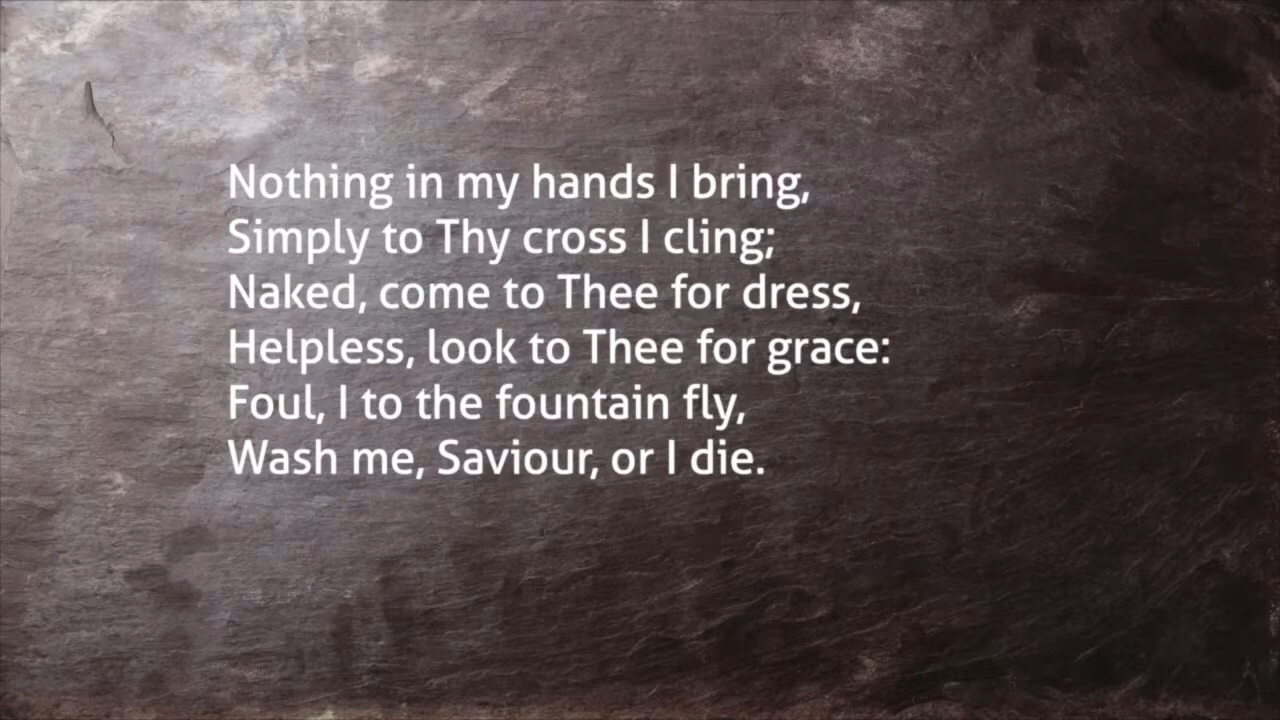 Nothing in my hands I bring,
Simply to Thy cross I cling;
Naked, come to Thee for dress,
Helpless, look to Thee for grace:
Foul, I to the fountain fly,
Wash me, Saviour, or I die.